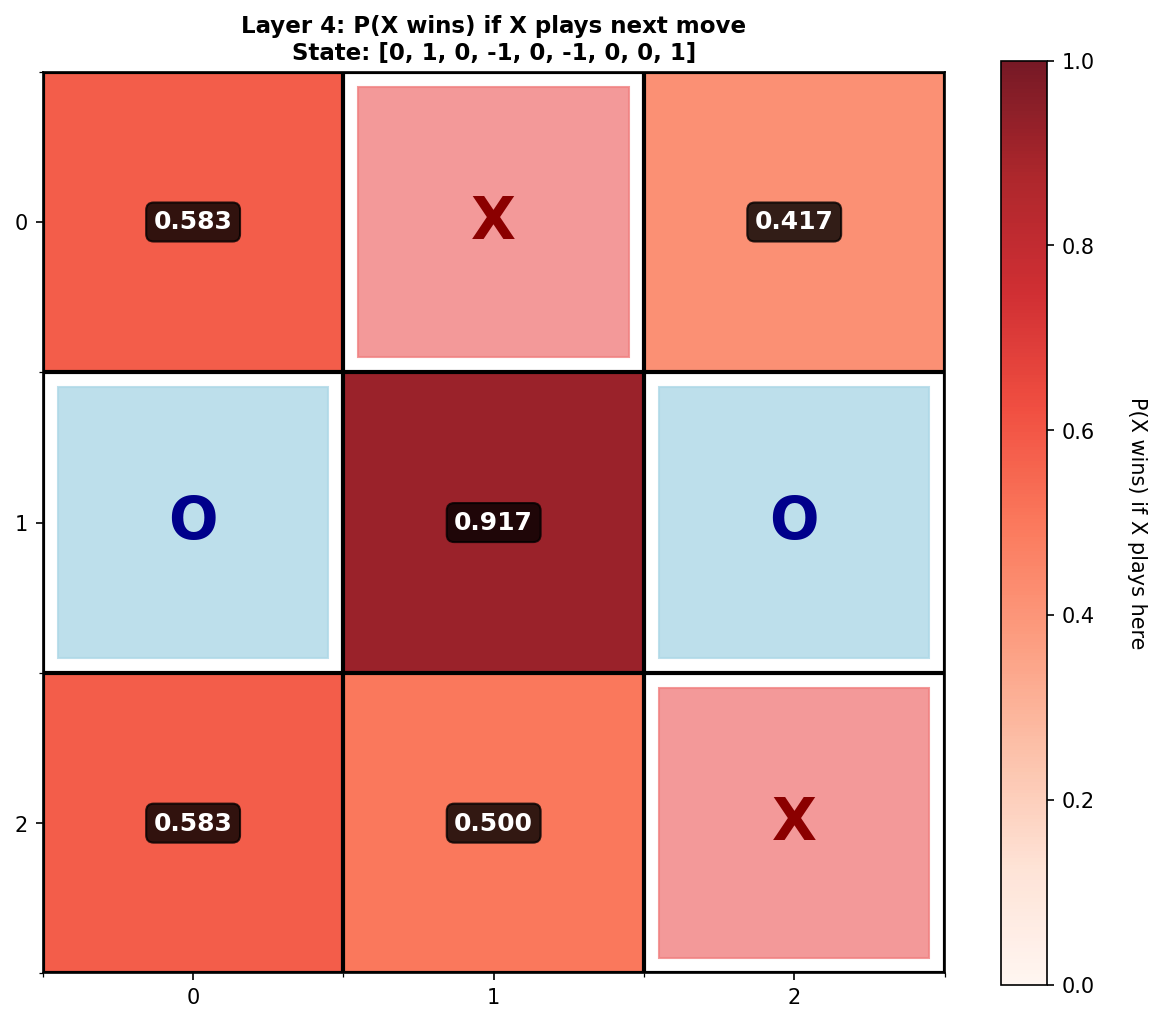 Layer 4: P(X wins) if X plays next move
State: [0, 1, 0, -1, 0, -1, 0, 0, 1]
0.583
X
0.417
O
0.917
O
0.583
0.500
X
0
1
2
0
1
2
1.0
0.8
0.6
0.4
0.2
0.0
P(X wins) if X plays here